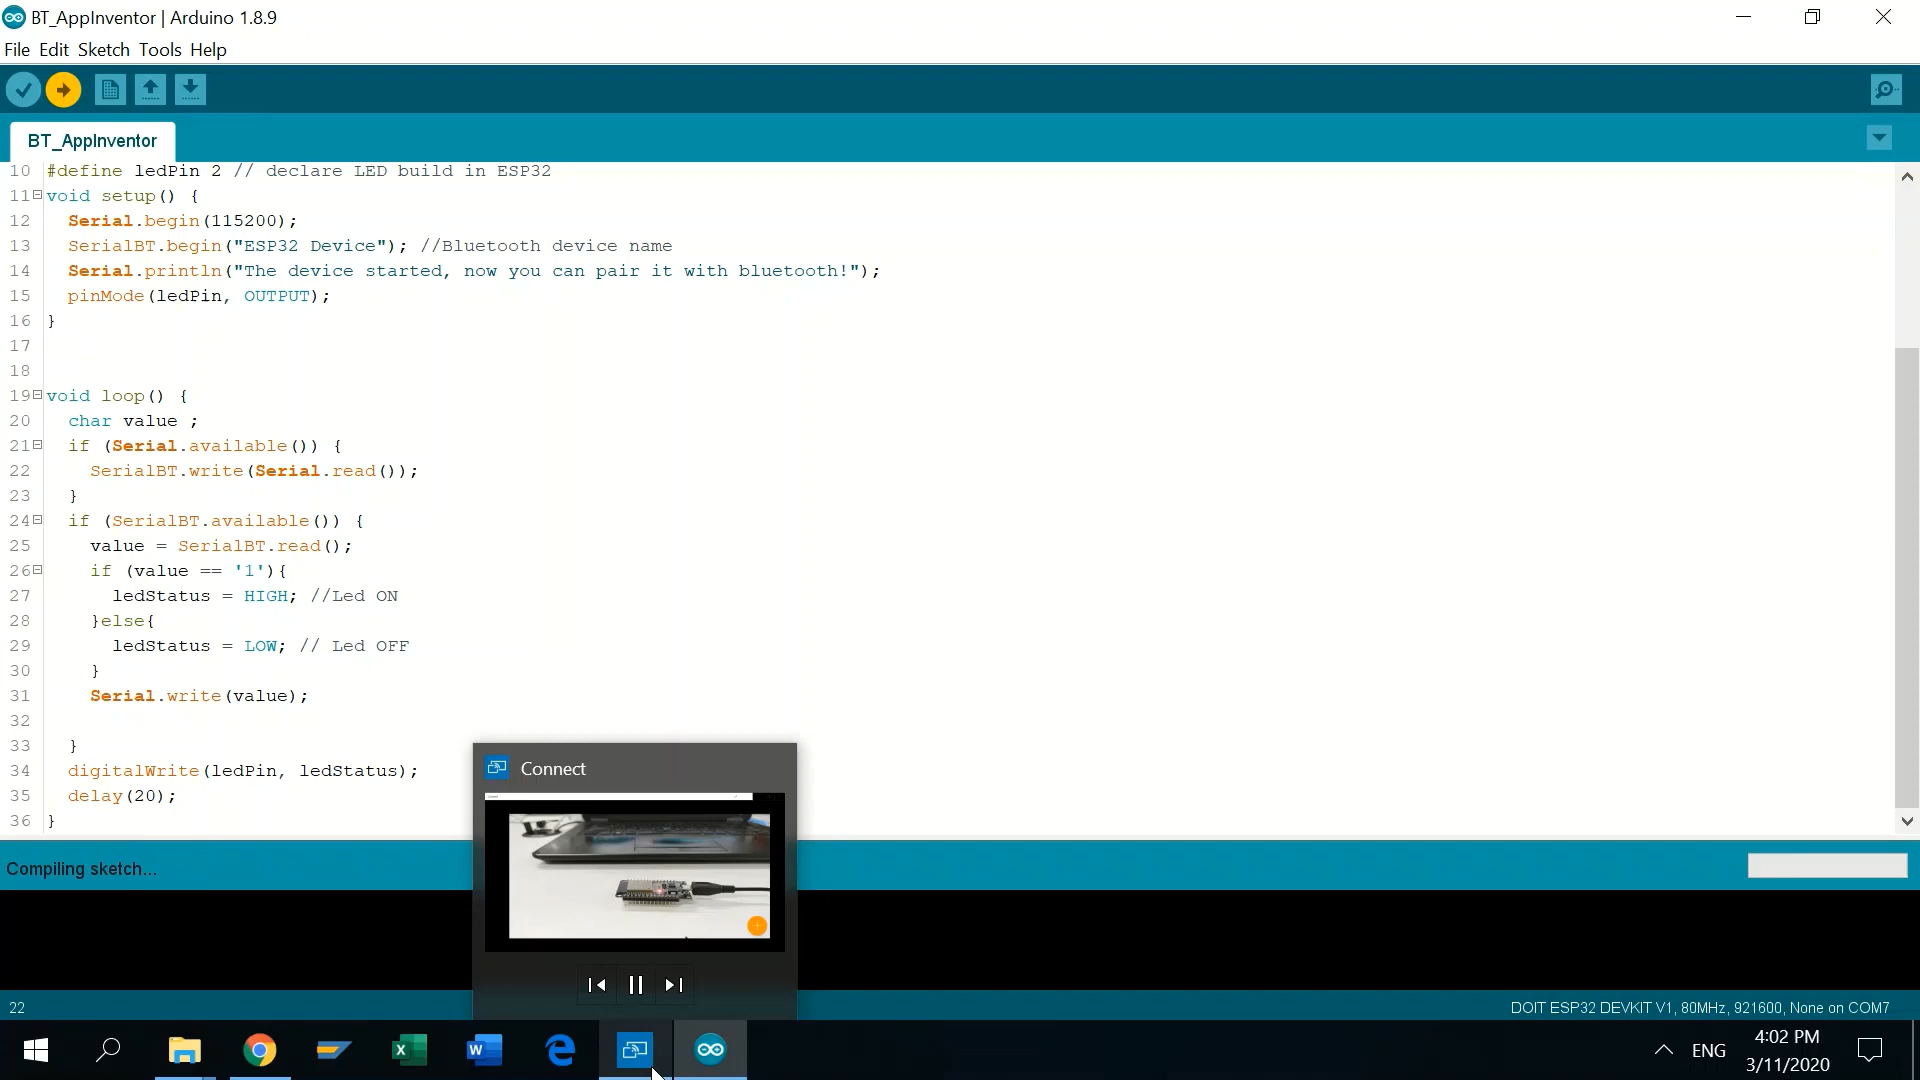 BT_AppInventor | Arduino 1.8.9
File Edit Sketch Tools Help
BT_AppInventor
10 #define ledPin 2 // declare LED build in ESP32
11 void setup() {
12 Serial.begin(115200);
13 SerialBT.begin("ESP32 Device"); //Bluetooth device name
14 Serial.println("The device started, now you can pair it with bluetooth!");
15 pinMode(ledPin, OUTPUT);
16 }
17
18
19 void loop() {
20 char value ;
21 if (Serial.available()) {
22 SerialBT.write(Serial.read());
23 }
24 if (SerialBT.available()) {
25 value = SerialBT.read();
26 if (value == '1'){
27 ledStatus = HIGH; //Led ON
28 }else{
29 ledStatus = LOW; // Led OFF
30 }
31 Serial.write(value);
32
33 }
34 digitalWrite(ledPin, ledStatus);
35 delay(20);
36 }
Connect
Compiling sketch...
22
DOIT ESP32 DEVKIT V1, 80MHz, 921600, None on COM7
ENG
4:02 PM
3/11/2020